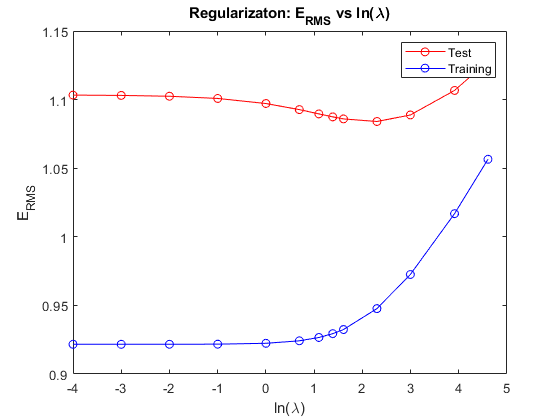 Regularizaton: E_RMS vs ln(λ)
Test
Training
1.15
1.1
1.05
1
0.95
0.9
E_RMS
-4 -3 -2 -1 0 1 2 3 4 5
ln(λ)